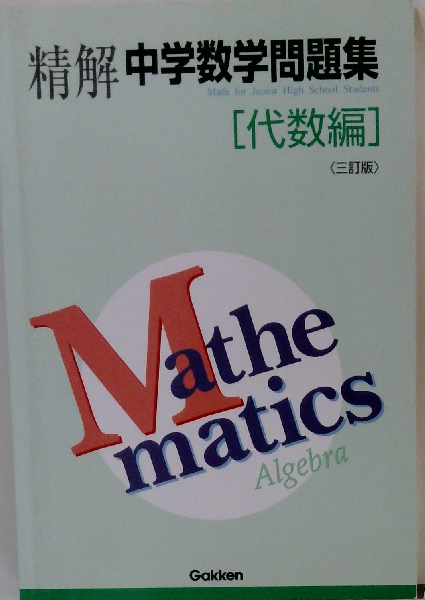 精解 中学数学問題集
Math for Junior High School Students
[代数編]
〈三訂版〉
Mathe
matics
Algebra
Gakken